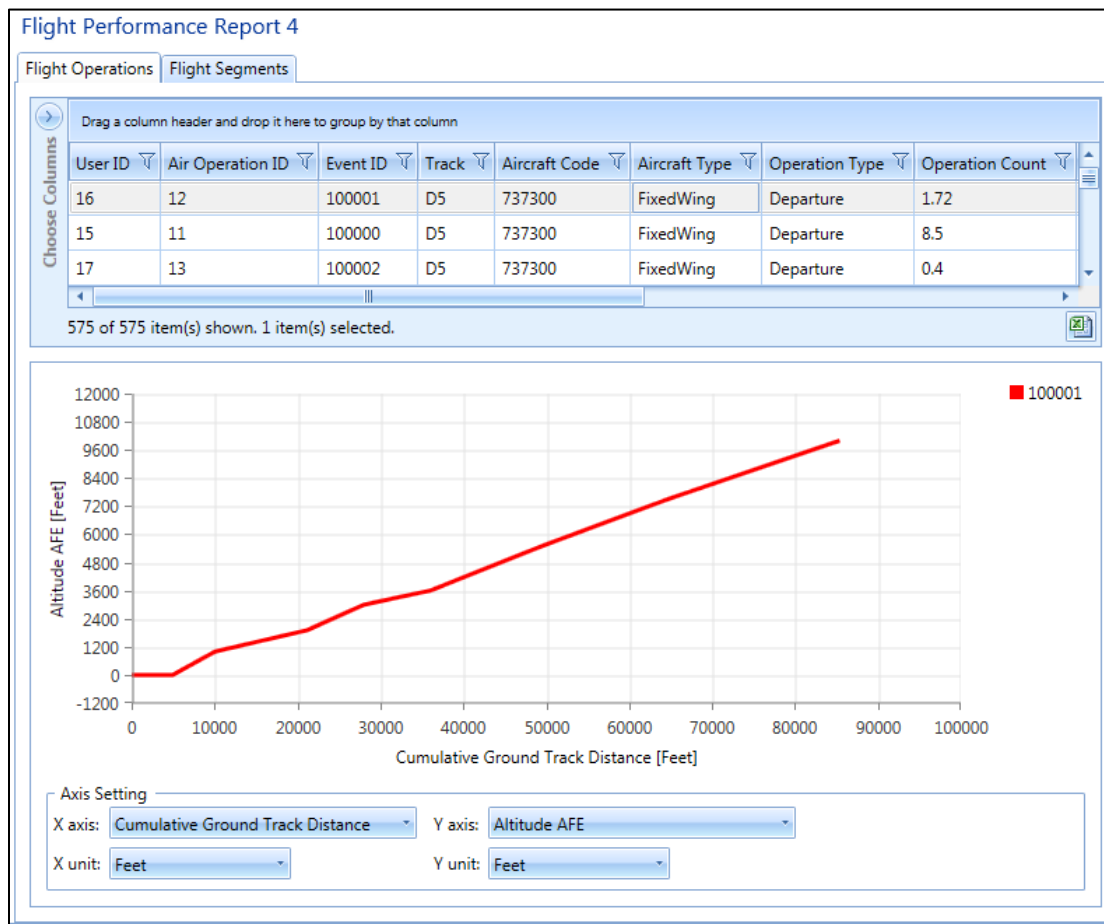 Flight Performance Report 4
Flight Operations Flight Segments
Choose Columns
Drag a column header and drop it here to group by that column
User ID Air Operation ID Event ID Track Aircraft Code Aircraft Type Operation Type Operation Count
16 12 100001 D5 737300 FixedWing Departure 1.72
15 11 100000 D5 737300 FixedWing Departure 8.5
17 13 100002 D5 737300 FixedWing Departure 0.4
575 of 575 item(s) shown. 1 item(s) selected.
100001
Altitude AFE [Feet]
12000
10800
9600
8400
7200
6000
4800
3600
2400
1200
0
-1200
0 10000 20000 30000 40000 50000 60000 70000 80000 90000 100000
Cumulative Ground Track Distance [Feet]
Axis Setting
X axis: Cumulative Ground Track Distance Y axis: Altitude AFE
X unit: Feet Y unit: Feet